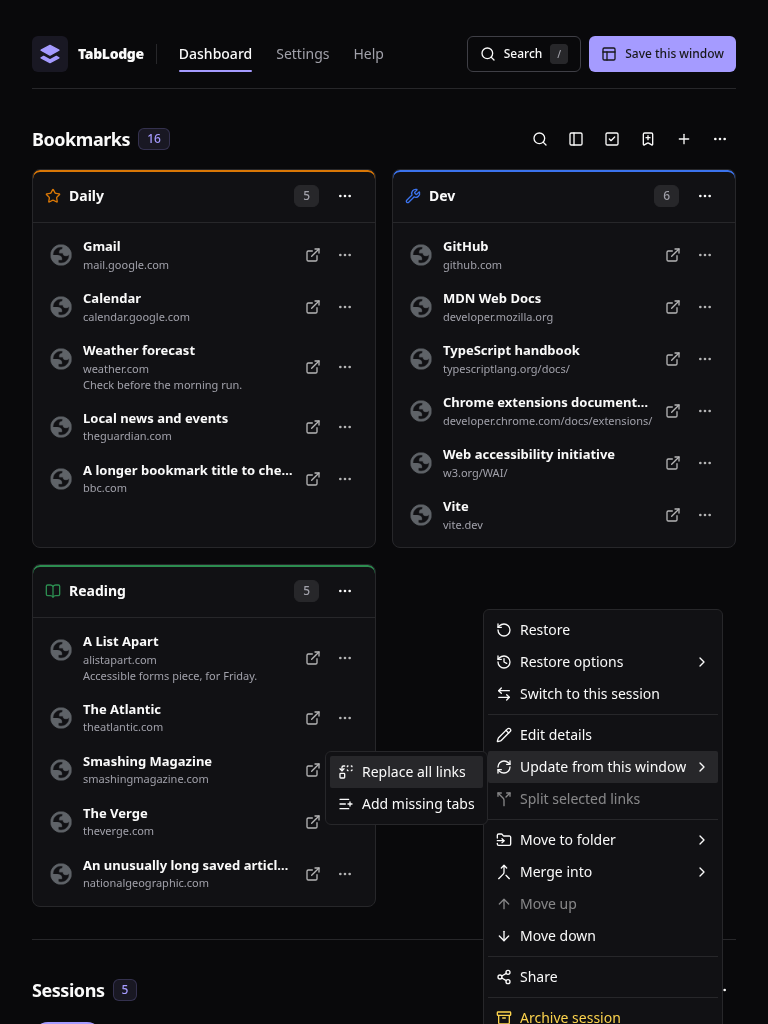 TabLodge
Dashboard
Settings
Help
Search /
Save this window
Bookmarks 16
Daily 5
Gmail
mail.google.com
Calendar
calendar.google.com
Weather forecast
weather.com
Check before the morning run.
Local news and events
theguardian.com
A longer bookmark title to che...
bbc.com
Dev 6
GitHub
github.com
MDN Web Docs
developer.mozilla.org
TypeScript handbook
typescriptlang.org/docs/
Chrome extensions document...
developer.chrome.com/docs/extensions/
Web accessibility initiative
w3.org/WAI/
Vite
vite.dev
Reading 5
A List Apart
alistapart.com
Accessible forms piece, for Friday.
The Atlantic
theatlantic.com
Smashing Magazine
smashingmagazine.com
The Verge
theverge.com
An unusually long saved articl...
nationalgeographic.com
Restore
Restore options
Switch to this session
Edit details
Update from this window
Split selected links
Move to folder
Merge into
Move up
Move down
Share
Archive session
Replace all links
Add missing tabs
Sessions 5